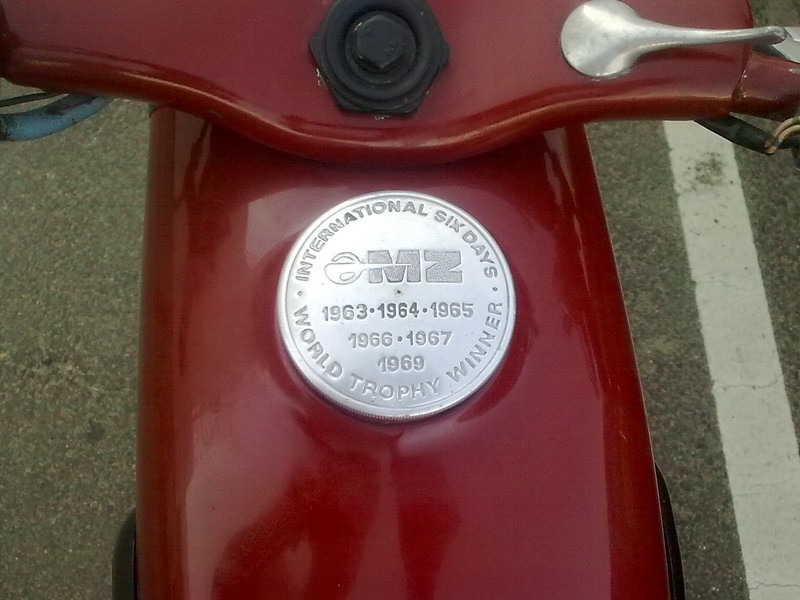 INTERNATIONAL SIX DAYS
MZ
1963·1964·1965
1966·1967
1969
WORLD TROPHY WINNER